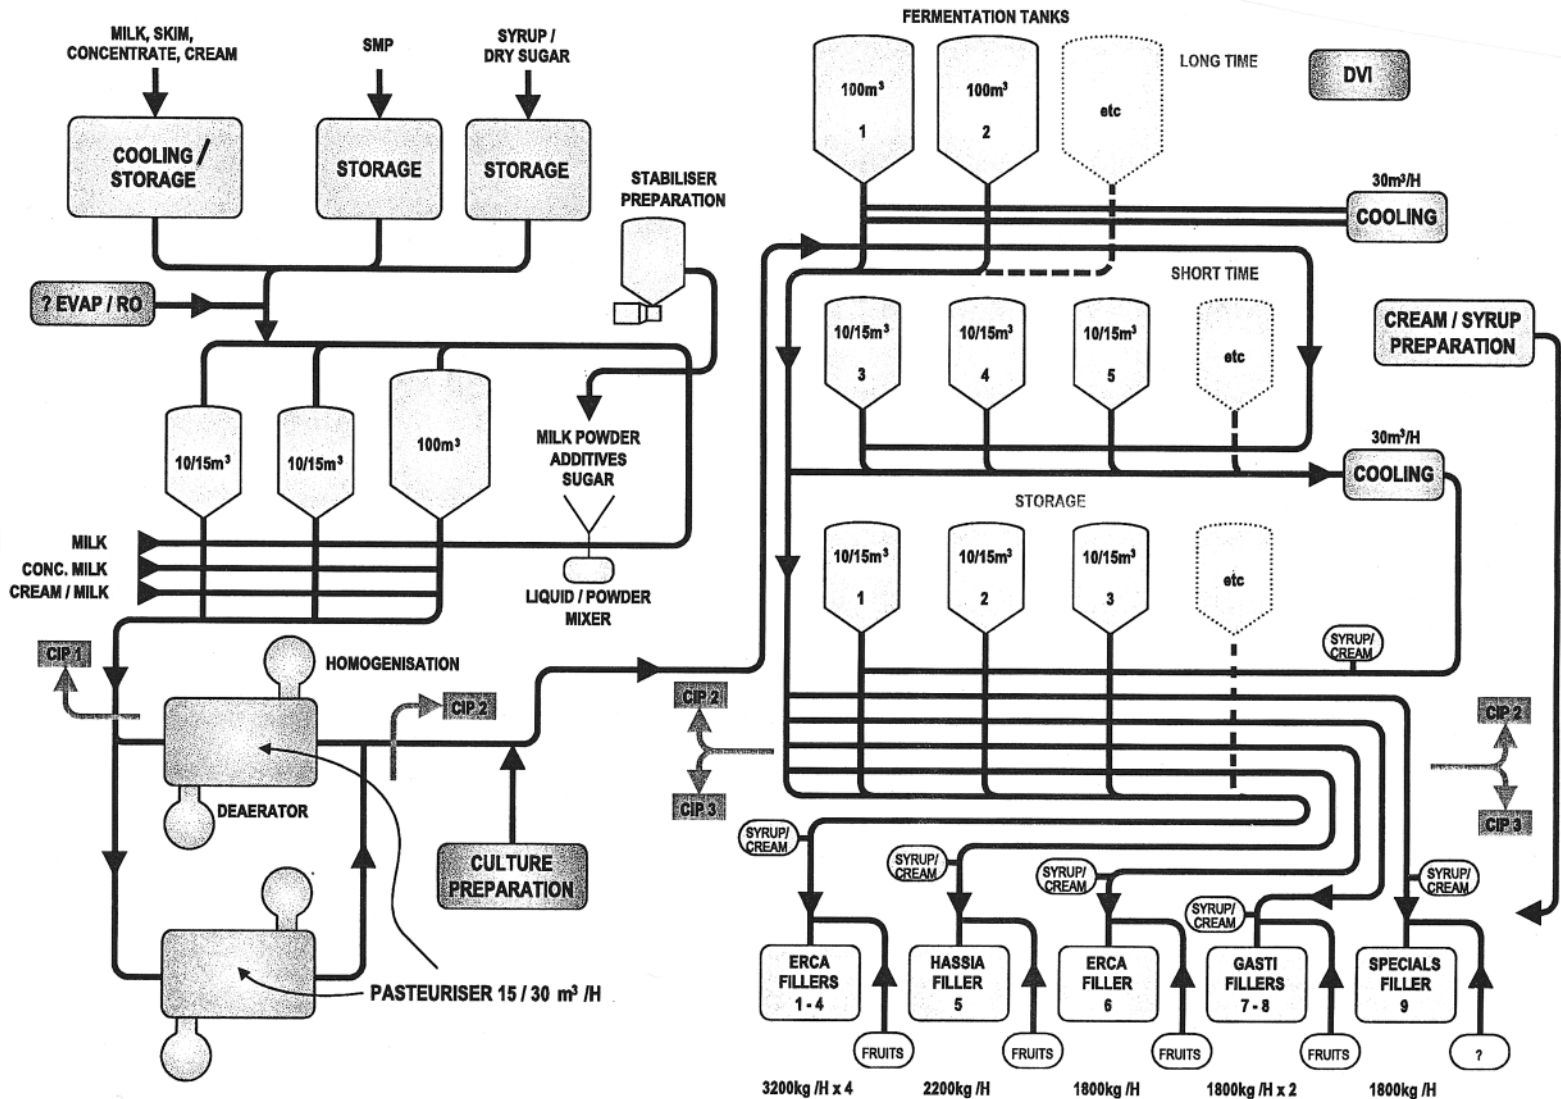 MILK, SKIM,
CONCENTRATE, CREAM
SMP
SYRUP /
DRY SUGAR
COOLING /
STORAGE
STORAGE
STORAGE
STABILISER
PREPARATION
? EVAP / RO
10/15m³
10/15m³
100m³
MILK POWDER
ADDITIVES
SUGAR
MILK
CONC. MILK
CREAM / MILK
LIQUID / POWDER
MIXER
CIP 1
HOMOGENISATION
CIP 2
DEAERATOR
CULTURE
PREPARATION
PASTEURISER 15 / 30 m³ /H
FERMENTATION TANKS
LONG TIME
DVI
100m³
1
100m³
2
etc
30m³/H
COOLING
SHORT TIME
10/15m³
3
10/15m³
4
10/15m³
5
etc
CREAM / SYRUP
PREPARATION
30m³/H
COOLING
STORAGE
10/15m³
1
10/15m³
2
10/15m³
3
etc
SYRUP/
CREAM
CIP 2
CIP 3
CIP 2
CIP 3
SYRUP/
CREAM
SYRUP/
CREAM
SYRUP/
CREAM
SYRUP/
CREAM
SYRUP/
CREAM
ERCA
FILLERS
1 - 4
HASSIA
FILLER
5
ERCA
FILLER
6
GASTI
FILLERS
7 - 8
SPECIALS
FILLER
9
FRUITS
FRUITS
FRUITS
FRUITS
?
3200kg /H x 4
2200kg /H
1800kg /H
1800kg /H x 2
1800kg /H